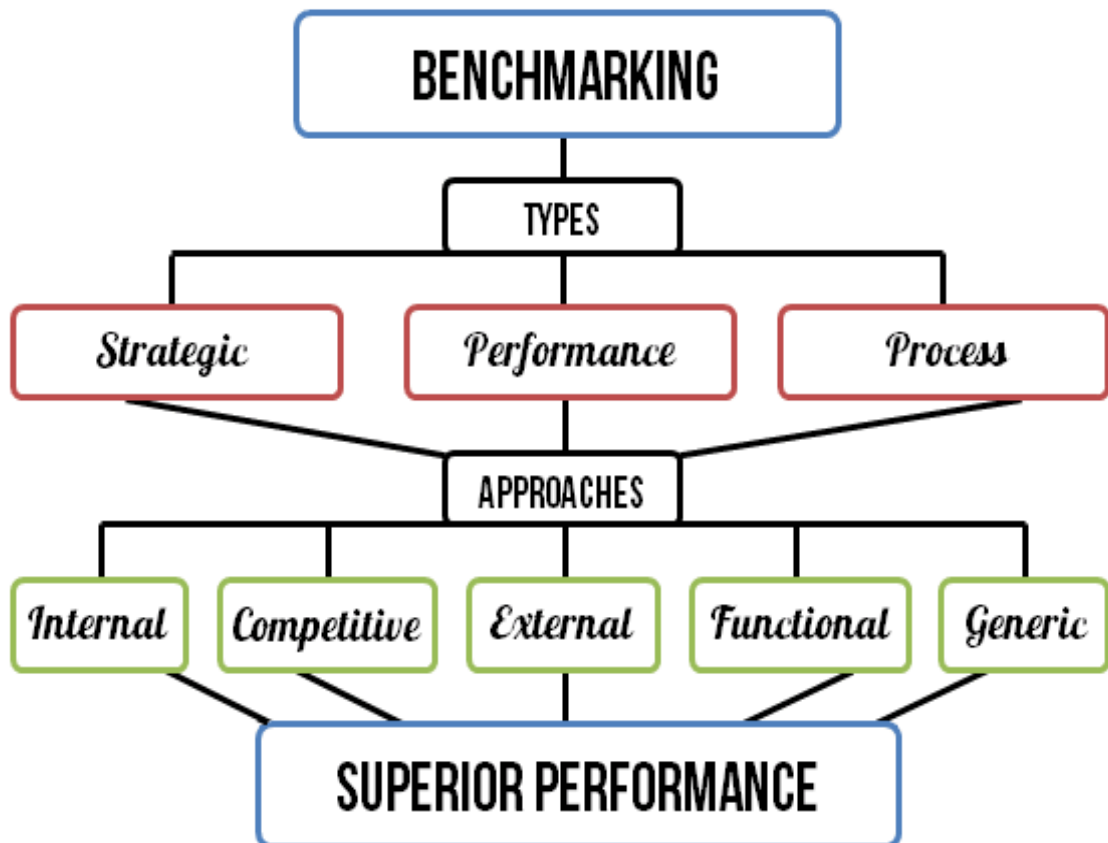 BENCHMARKING
TYPES
Strategic
Performance
Process
APPROACHES
Internal
Competitive
External
Functional
Generic
SUPERIOR PERFORMANCE